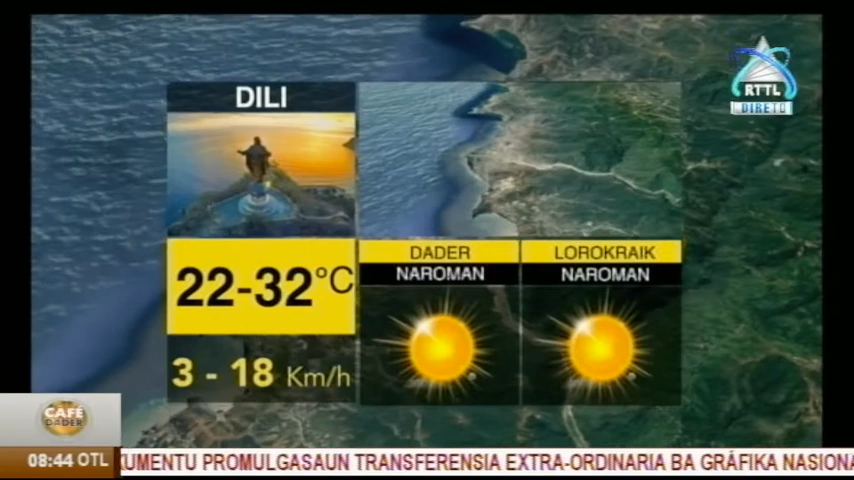 DILI
RTTL
DIRETO
22-32°C
DADER
NAROMAN
LOROKRAIK
NAROMAN
3 - 18 Km/h
CAFÉ
DADER
08:44 OTL
KUMENTU PROMULGASAUN TRANSFERENSIA EXTRA-ORDINARIA BA GRÁFIKA NASIONA